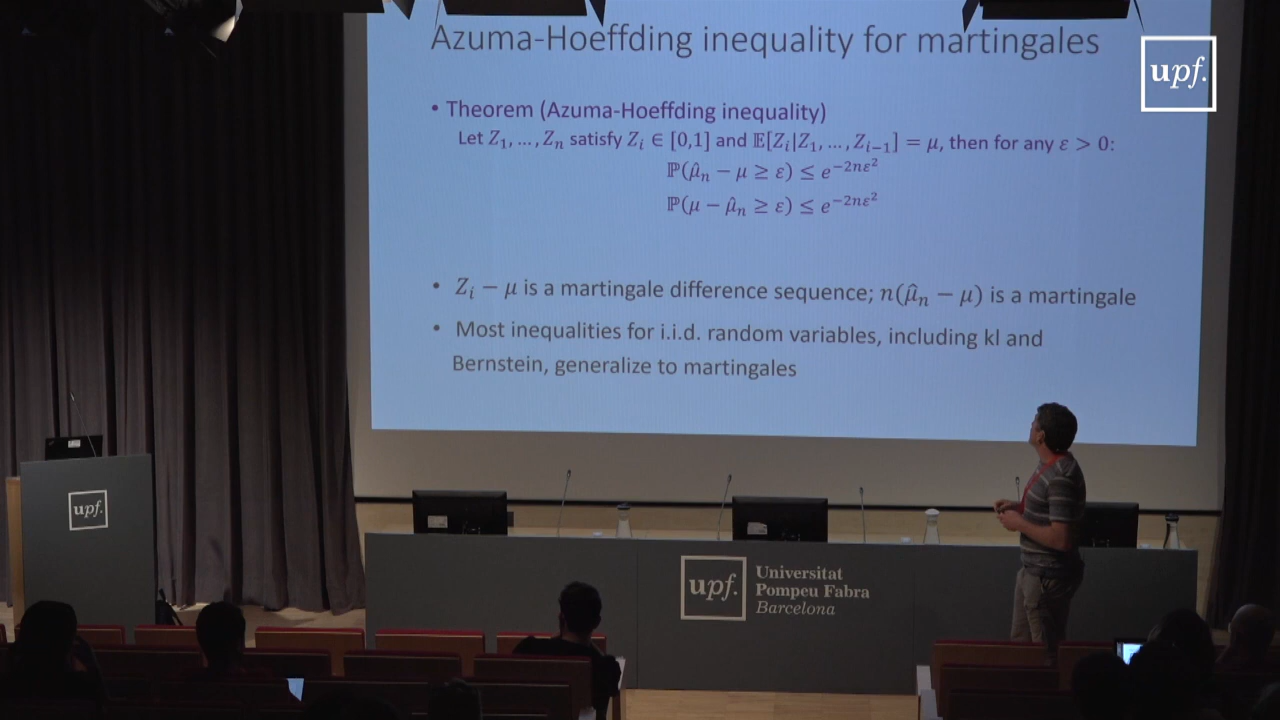 Azuma-Hoeffding inequality for martingales
upf.
• Theorem (Azuma-Hoeffding inequality)
Let Z₁, … , Zₙ satisfy Zᵢ ∈ [0,1] and 𝔼[Zᵢ|Z₁, … , Zᵢ₋₁] = μ, then for any ε > 0:
ℙ(μ̂ₙ − μ ≥ ε) ≤ e^{−2nε²}
ℙ(μ − μ̂ₙ ≥ ε) ≤ e^{−2nε²}
• Zᵢ − μ is a martingale difference sequence; n(μ̂ₙ − μ) is a martingale
• Most inequalities for i.i.d. random variables, including kl and
Bernstein, generalize to martingales
upf.
upf.
Universitat
Pompeu Fabra
Barcelona